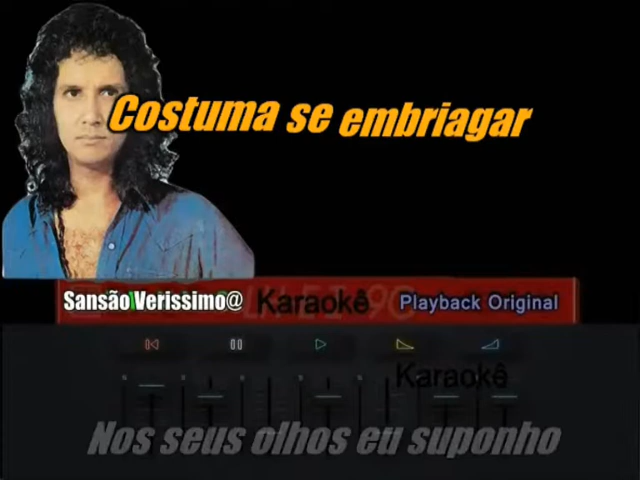 Costuma se embriagar
Sansão Verissimo@ Karaokê Playback Original
Karaokê
Nos seus olhos eu suponho